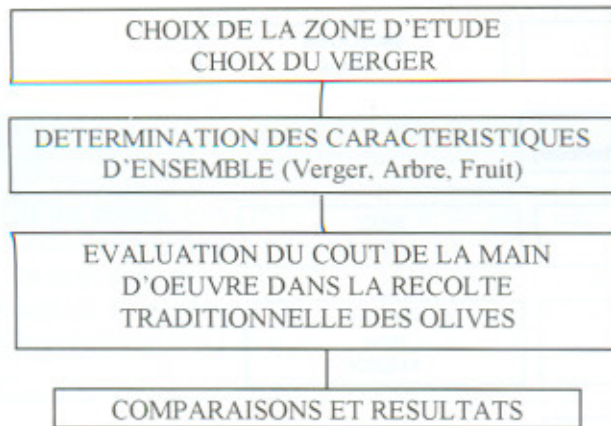 CHOIX DE LA ZONE D'ETUDE
CHOIX DU VERGER
DETERMINATION DES CARACTERISTIQUES
D'ENSEMBLE (Verger, Arbre, Fruit)
EVALUATION DU COUT DE LA MAIN
D'OEUVRE DANS LA RECOLTE
TRADITIONNELLE DES OLIVES
COMPARAISONS ET RESULTATS